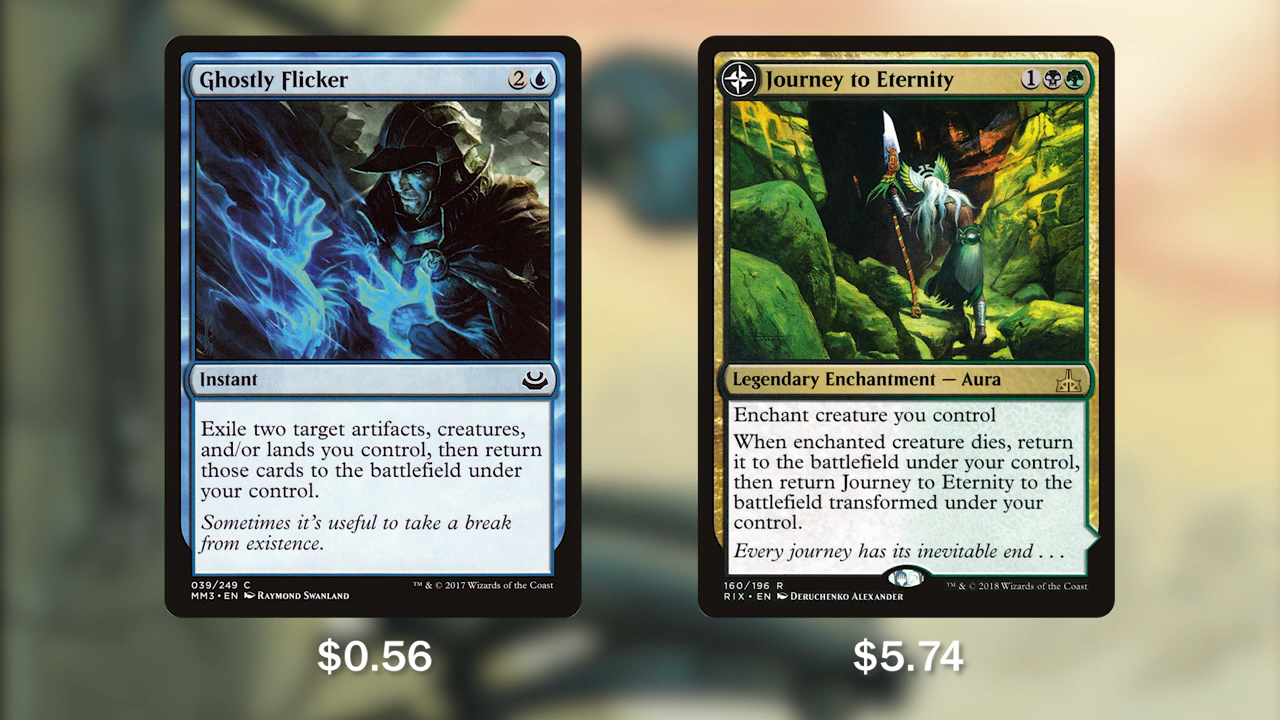 Ghostly Flicker 2
Instant
Exile two target artifacts, creatures,
and/or lands you control, then return
those cards to the battlefield under
your control.
Sometimes it's useful to take a break
from existence.
039/249 C
MM3 • EN Raymond Swanland
™ & © 2017 Wizards of the Coast
$0.56
Journey to Eternity 1
Legendary Enchantment — Aura
Enchant creature you control
When enchanted creature dies, return
it to the battlefield under your control,
then return Journey to Eternity to the
battlefield transformed under your
control.
Every journey has its inevitable end . . .
160/196 R
RIX • EN Deruchenko Alexander
™ & © 2018 Wizards of the Coast
$5.74